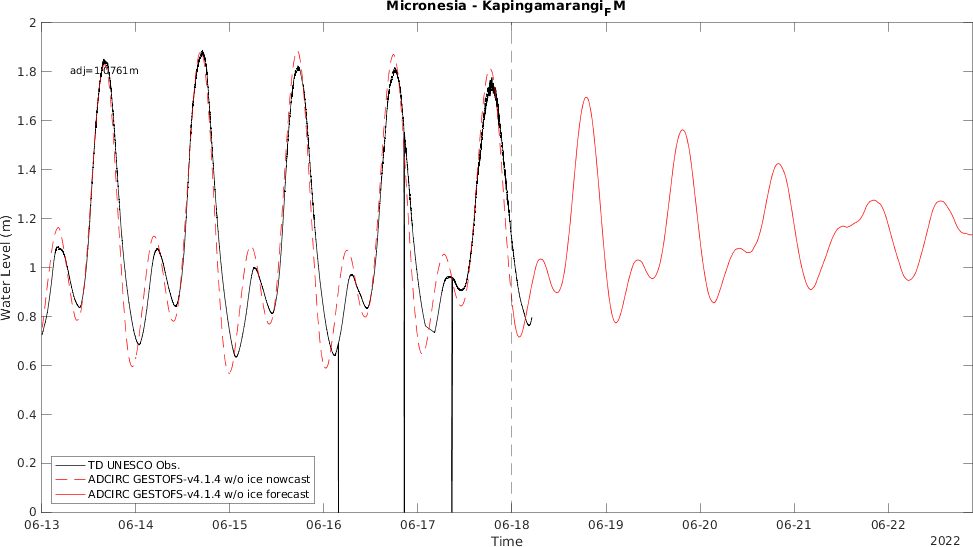 Micronesia - Kapingamarangi_FM
2
1.8
1.6
1.4
1.2
1
0.8
0.6
0.4
0.2
0
Water Level (m)
adj=1.0761m
TD UNESCO Obs.
ADCIRC GESTOFS-v4.1.4 w/o ice nowcast
ADCIRC GESTOFS-v4.1.4 w/o ice forecast
06-13 06-14 06-15 06-16 06-17 06-18 06-19 06-20 06-21 06-22
Time
2022